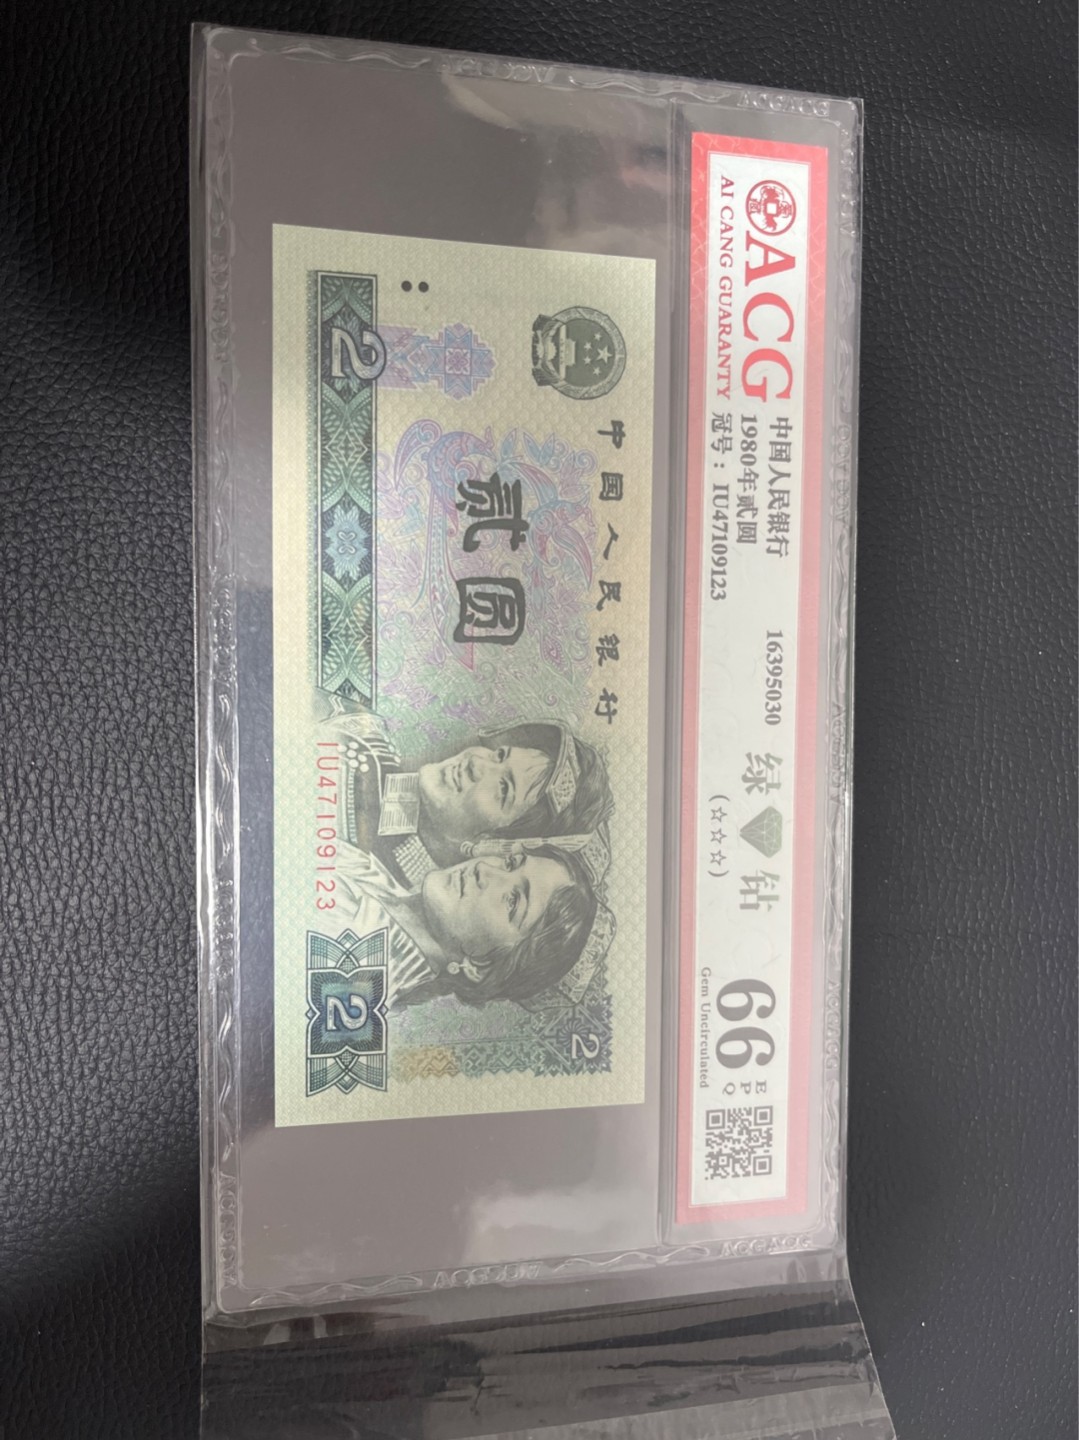 ACG
AI CANG GUARANTY
中国人民银行
1980年贰圆
冠号：IU47109123
16395030
绿钻
(☆☆☆)
66
EPQ
Gem Uncirculated
中国人民银行
贰圆
2
IU47109123
2
2